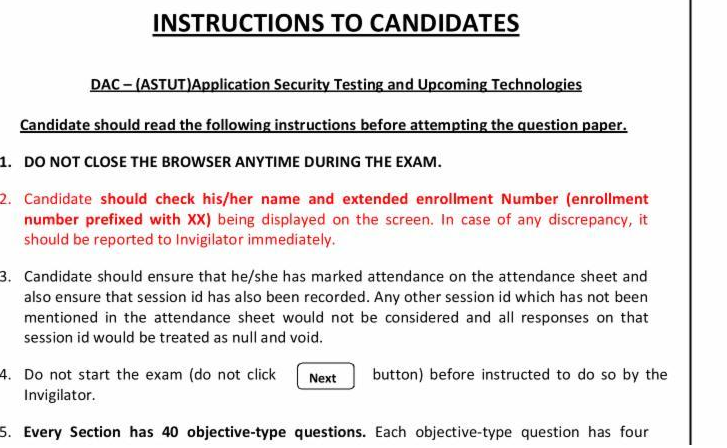 INSTRUCTIONS TO CANDIDATES
DAC – (ASTUT)Application Security Testing and Upcoming Technologies
Candidate should read the following instructions before attempting the question paper.
1. DO NOT CLOSE THE BROWSER ANYTIME DURING THE EXAM.
2. Candidate should check his/her name and extended enrollment Number (enrollment
number prefixed with XX) being displayed on the screen. In case of any discrepancy, it
should be reported to Invigilator immediately.
3. Candidate should ensure that he/she has marked attendance on the attendance sheet and
also ensure that session id has also been recorded. Any other session id which has not been
mentioned in the attendance sheet would not be considered and all responses on that
session id would be treated as null and void.
4. Do not start the exam (do not click Next button) before instructed to do so by the
Invigilator.
5. Every Section has 40 objective-type questions. Each objective-type question has four